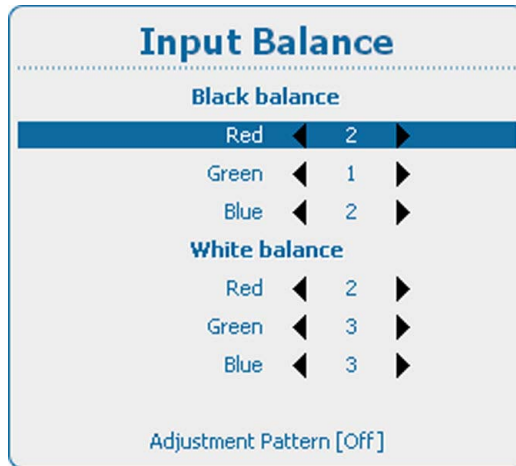 Input Balance
Black balance
Red 2
Green 1
Blue 2
White balance
Red 2
Green 3
Blue 3
Adjustment Pattern [Off]